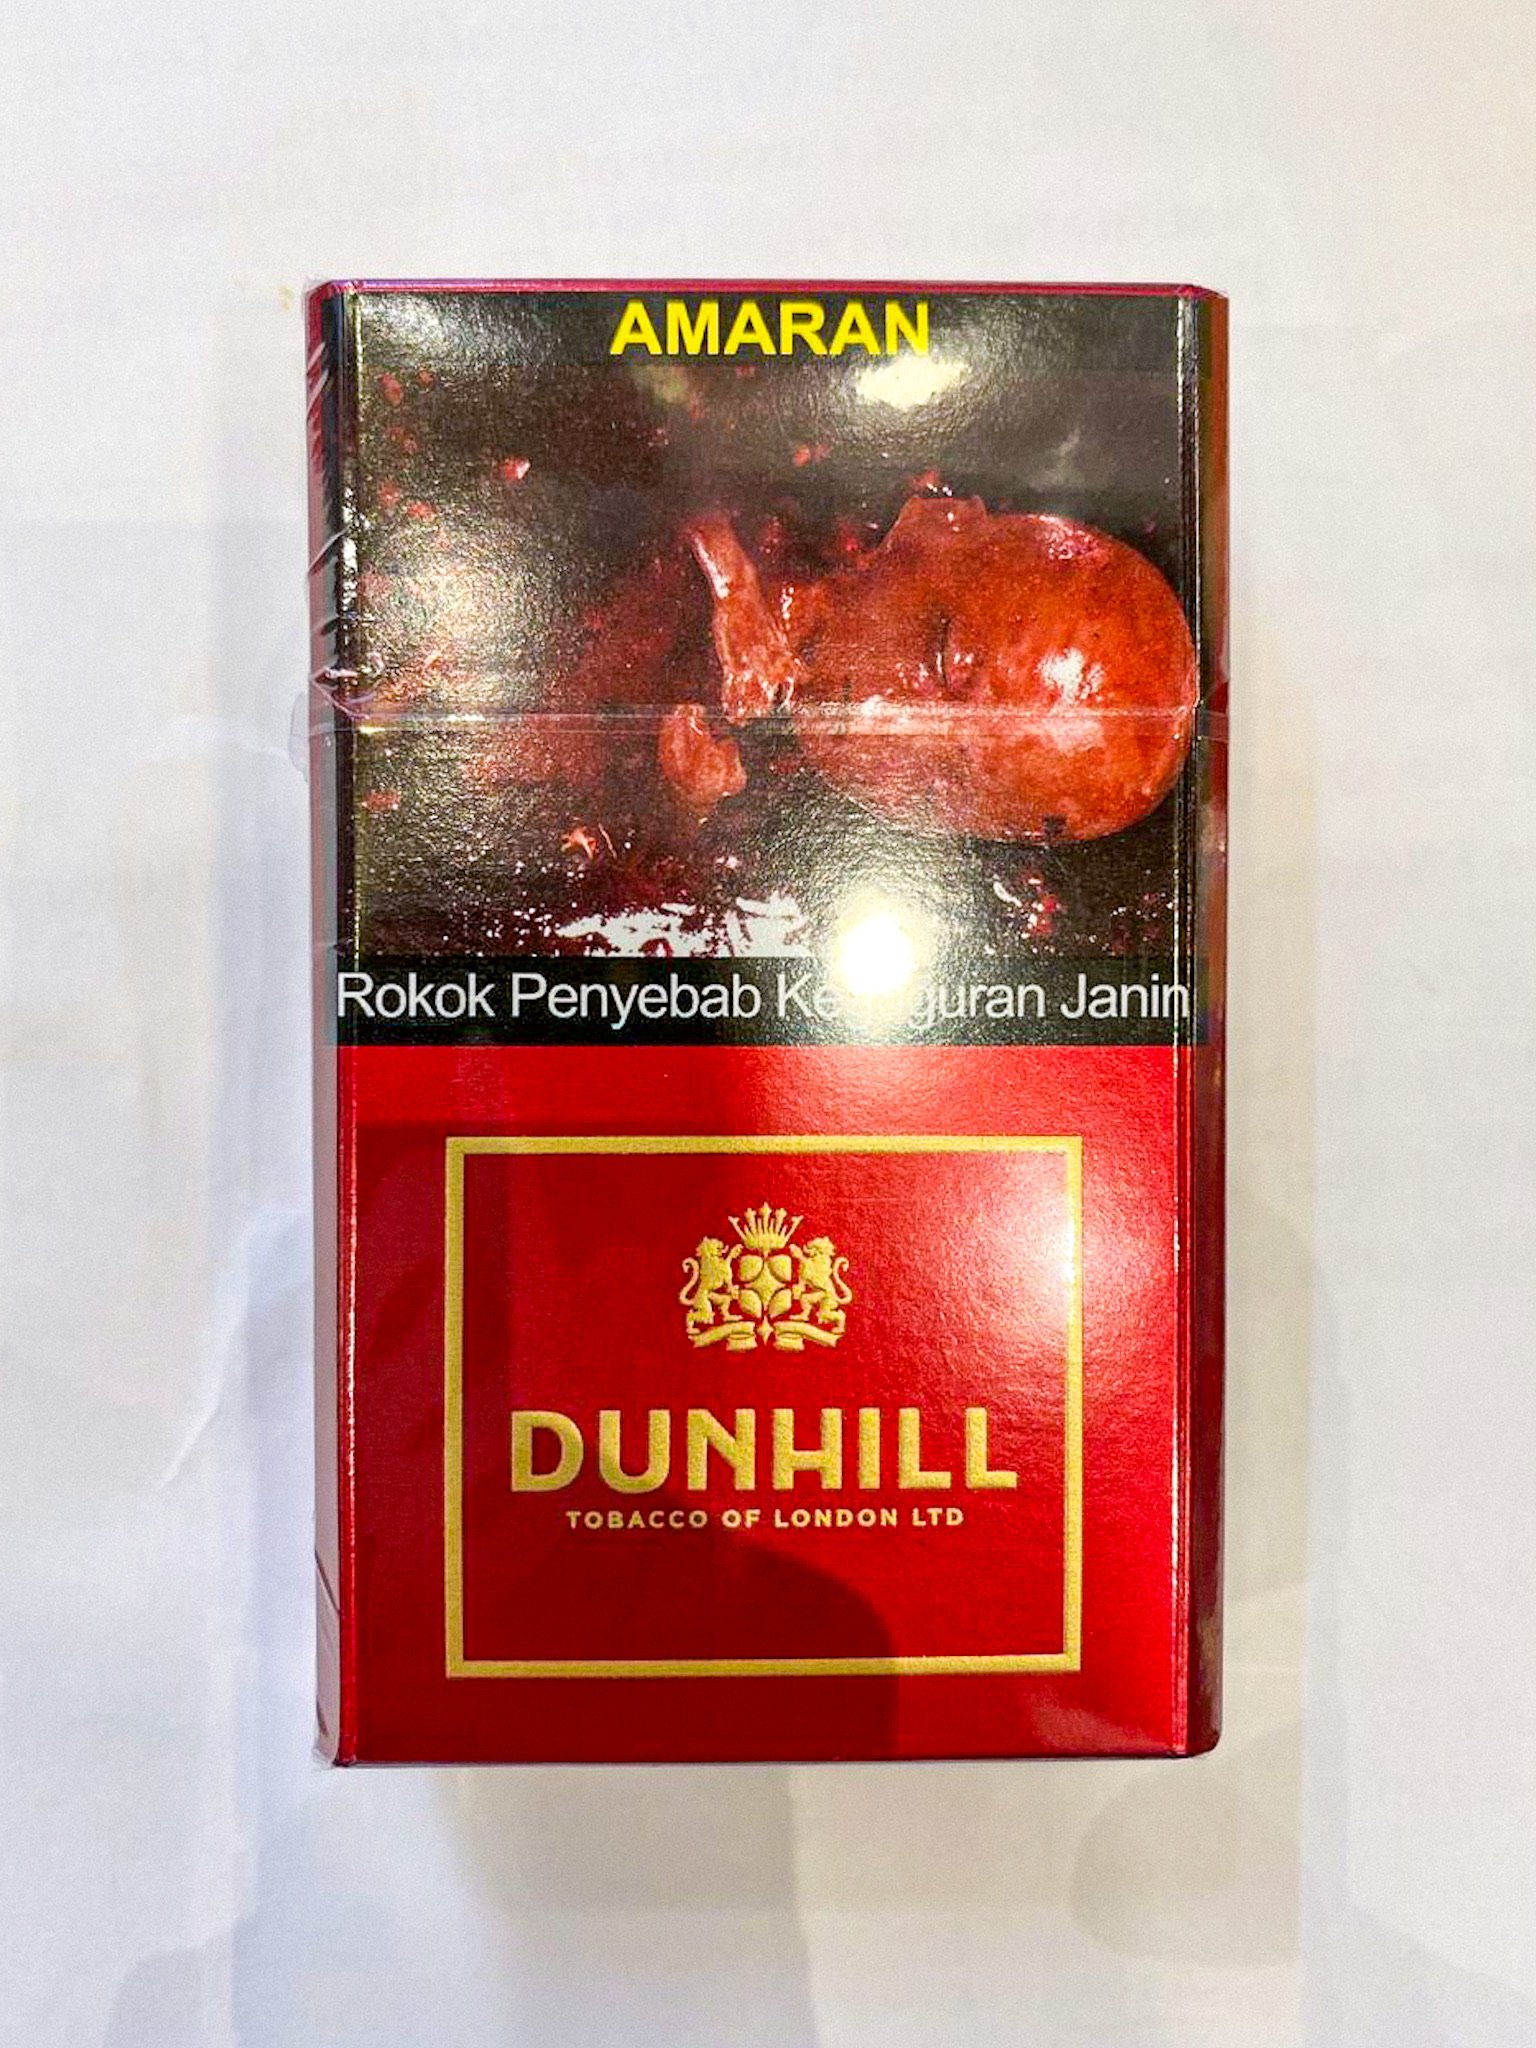 AMARAN
Rokok Penyebab Janin
DUNHILL
TOBACCO OF LONDON LTD